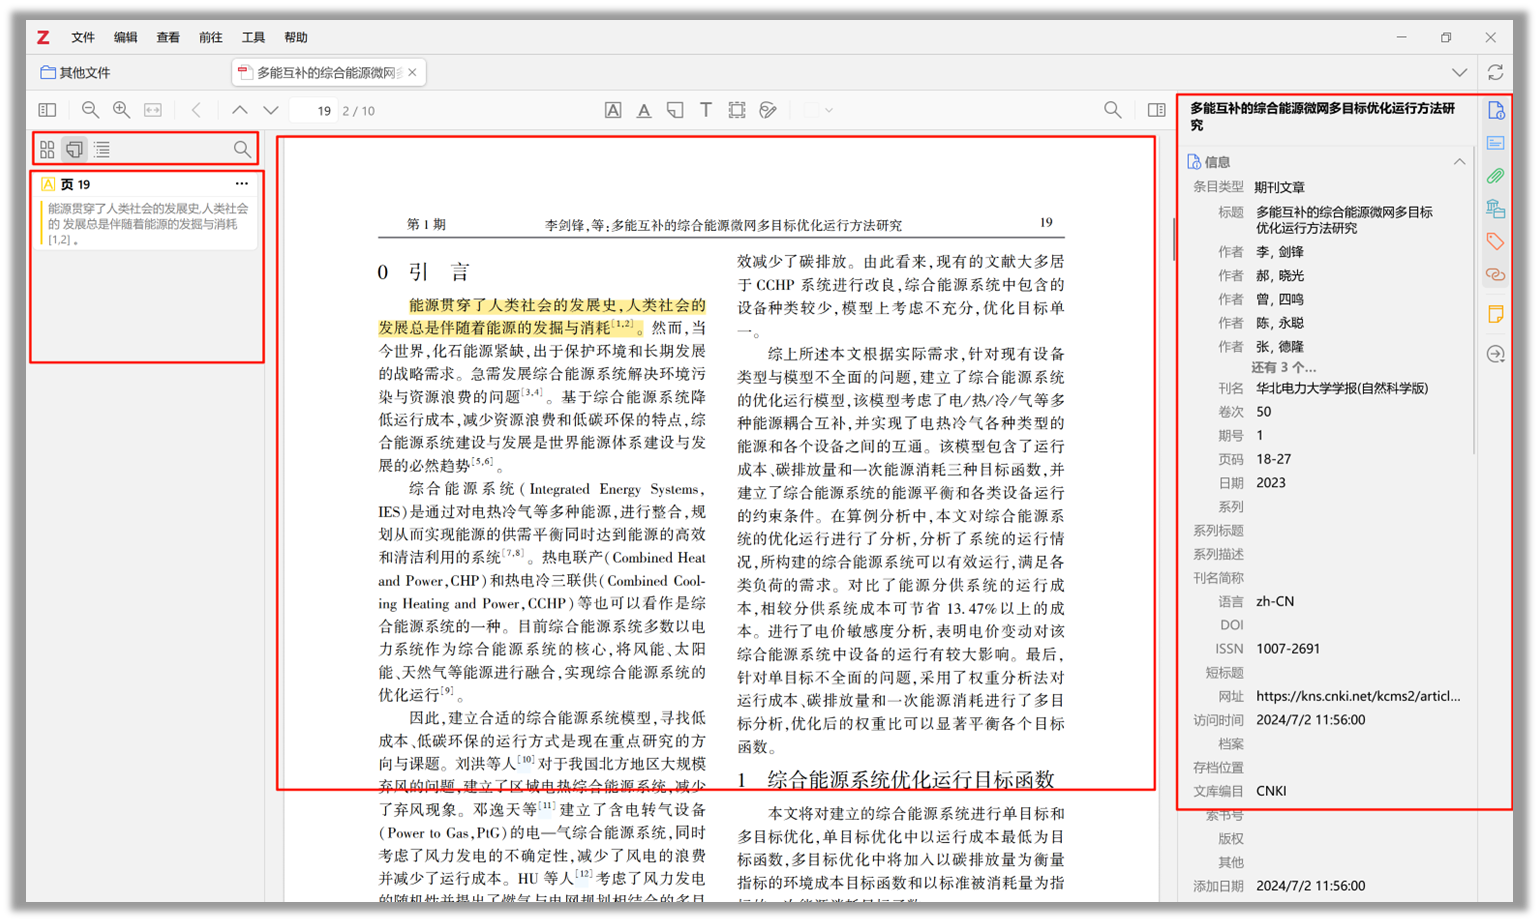 Z 文件 编辑 查看 前往 工具 帮助
其他文件
多能互补的综合能源微网
19 2 / 10
A A T
页 19 ...
能源贯穿了人类社会的发展史,人类社会
的 发展总是伴随着能源的发掘与消耗
[1,2] 。
第 1 期 李剑锋,等:多能互补的综合能源微网多目标优化运行方法研究 19
0 引 言
能源贯穿了人类社会的发展史,人类社会的
发展总是伴随着能源的发掘与消耗[1,2]。然而,当
今世界,化石能源紧缺,出于保护环境和长期发展
的战略需求。急需发展综合能源系统解决环境污
染与资源浪费的问题[3,4]。基于综合能源系统降
低运行成本,减少资源浪费和低碳环保的特点,综
合能源系统建设与发展是世界能源体系建设与发
展的必然趋势[5,6]。
综合能源系统(Integrated Energy Systems,
IES)是通过对电热冷气等多种能源,进行整合,规
划从而实现能源的供需平衡同时达到能源的高效
和清洁利用的系统[7,8]。热电联产(Combined Heat
and Power,CHP)和热电冷三联供(Combined Cool-
ing Heating and Power,CCHP)等也可以看作是综
合能源系统的一种。目前综合能源系统多数以电
力系统作为综合能源系统的核心,将风能、太阳
能、天然气等能源进行融合,实现综合能源系统的
优化运行[9]。
因此,建立合适的综合能源系统模型,寻找低
成本、低碳环保的运行方式是现在重点研究的方
向与课题。刘洪等人[10]对于我国北方地区大规模
弃风的问题,建立了区域电热综合能源系统,减少
了弃风现象。邓逸天等[11]建立了含电转气设备
(Power to Gas,PtG)的电—气综合能源系统,同时
考虑了风力发电的不确定性,减少了风电的浪费
并减少了运行成本。HU 等人[12]考虑了风力发电
的随机性并提出了燃气与电网规划相结合的多目
效减少了碳排放。由此看来,现有的文献大多居
于 CCHP 系统进行改良,综合能源系统中包含的
设备种类较少,模型上考虑不充分,优化目标单
一。
综上所述本文根据实际需求,针对现有设备
类型与模型不全面的问题,建立了综合能源系统
的优化运行模型,该模型考虑了电/热/冷/气等多
种能源耦合互补,并实现了电热冷气各种类型的
能源和各个设备之间的互通。该模型包含了运行
成本、碳排放量和一次能源消耗三种目标函数,并
建立了综合能源系统的能源平衡和各类设备运行
的约束条件。在算例分析中,本文对综合能源系
统的优化运行进行了分析,分析了系统的运行情
况,所构建的综合能源系统可以有效运行,满足各
类负荷的需求。对比了能源分供系统的运行成
本,相较分供系统成本可节省 13.47%以上的成
本。进行了电价敏感度分析,表明电价变动对该
综合能源系统中设备的运行有较大影响。最后,
针对单目标不全面的问题,采用了权重分析法对
运行成本、碳排放量和一次能源消耗进行了多目
标分析,优化后的权重比可以显著平衡各个目标
函数。
1 综合能源系统优化运行目标函数
本文将对建立的综合能源系统进行单目标和
多目标优化,单目标优化中以运行成本最低为目
标函数,多目标优化中将加入以碳排放量为衡量
指标的环境成本目标函数和以标准被消耗量为指
多能互补的综合能源微网多目标优化运行方法研
究
信息
条目类型 期刊文章
标题 多能互补的综合能源微网多目标
优化运行方法研究
作者 李, 剑锋
作者 郝, 晓光
作者 曾, 四鸣
作者 陈, 永聪
作者 张, 德隆
还有 3 个...
刊名 华北电力大学学报(自然科学版)
卷次 50
期号 1
页码 18-27
日期 2023
系列
系列标题
系列描述
刊名简称
语言 zh-CN
DOI
ISSN 1007-2691
短标题
网址 https://kns.cnki.net/kcms2/articl...
访问时间 2024/7/2 11:56:00
档案
存档位置
文库编目 CNKI
索书号
版权
其他
添加日期 2024/7/2 11:56:00